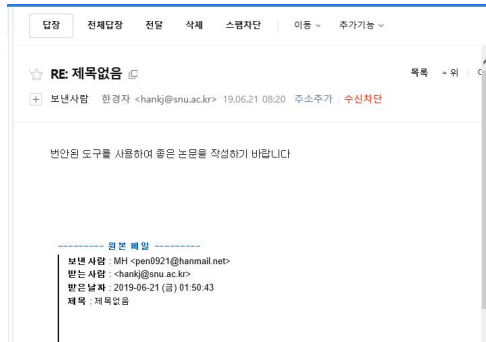 답장 전체답장 전달 삭제 스팸차단 이동 추가기능
RE: 제목없음 목록 위
보낸사람 한경자 <hankj@snu.ac.kr> 19.06.21 08:20 주소추가 수신차단
번안된 도구를 사용하여 좋은 논문을 작성하기 바랍니다
--------- 원본 메일 ---------
보낸 사람 : MH <pen0921@hanmail.net>
받는 사람 : <hankj@snu.ac.kr>
받은 날짜 : 2019-06-21 (금) 01:50:43
제목 : 제목없음